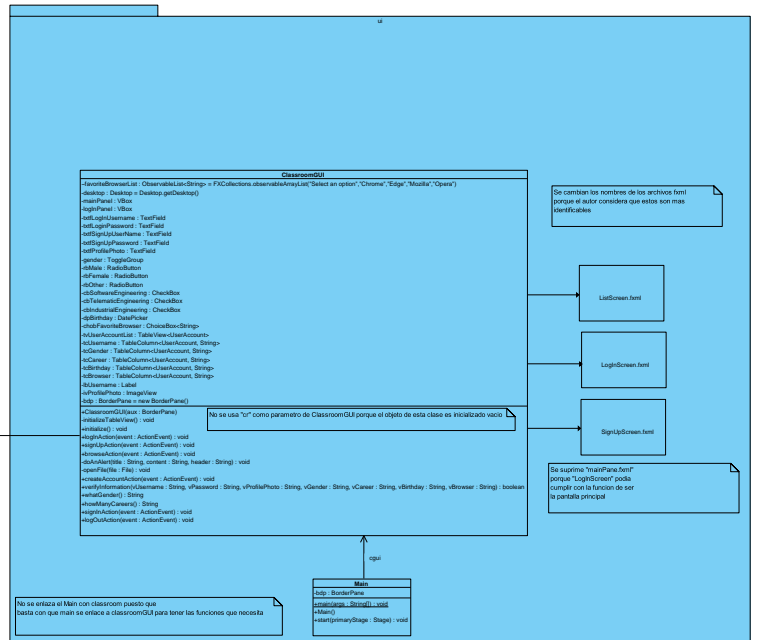 ui
ClassroomGUI
-favoriteBrowserList : ObservableList<String> = FXCollections.observableArrayList("Select an option","Chrome","Edge","Mozilla","Opera")
-desktop : Desktop = Desktop.getDesktop()
-mainPanel : VBox
-logInPanel : VBox
-txtfLogInUsername : TextField
-txtfLoginPassword : TextField
-txtfSignUpUserName : TextField
-txtfSignUpPassword : TextField
-txtfProfilePhoto : TextField
-gender : ToggleGroup
-rbMale : RadioButton
-rbFemale : RadioButton
-rbOther : RadioButton
-cbSoftwareEngineering : CheckBox
-cbTelematicEngineering : CheckBox
-cbIndustrialEngineering : CheckBox
-dpBirthday : DatePicker
-chobFavoriteBrowser : ChoiceBox<String>
-tvUserAccountList : TableView<UserAccount>
-tcUsername : TableColumn<UserAccount, String>
-tcGender : TableColumn<UserAccount, String>
-tcCareer : TableColumn<UserAccount, String>
-tcBirthday : TableColumn<UserAccount, String>
-tcBrowser : TableColumn<UserAccount, String>
-lbUsername : Label
-ivProfilePhoto : ImageView
-bdp : BorderPane = new BorderPane()
+ClassroomGUI(aux : BorderPane)
-initializeTableView() : void
+initialize() : void
+logInAction(event : ActionEvent) : void
+signUpAction(event : ActionEvent) : void
+browseAction(event : ActionEvent) : void
-doAnAlert(title : String, content : String, header : String) : void
-openFile(file : File) : void
+createAccountAction(event : ActionEvent) : void
+verifyInformation(vUsername : String, vPassword : String, vProfilePhoto : String, vGender : String, vCareer : String, vBirthday : String, vBrowser : String) : boolean
+whatGender() : String
+howManyCareers() : String
+signInAction(event : ActionEvent) : void
+logOutAction(event : ActionEvent) : void
No se usa "cr" como parametro de ClassroomGUI porque el objeto de esta clase es inicializado vacio
Se cambian los nombres de los archivos fxml
porque el autor considera que estos son mas
identificables
ListScreen.fxml
LogInScreen.fxml
SignUpScreen.fxml
Se suprime "mainPane.fxml"
porque "LogInScreen" podia
cumplir con la funcion de ser
la pantalla principal
cgui
Main
-bdp : BorderPane
+main(args : String[]) : void
+Main()
+start(primaryStage : Stage) : void
No se enlaza el Main con classroom puesto que
basta con que main se enlace a classroomGUI para tener las funciones que necesita